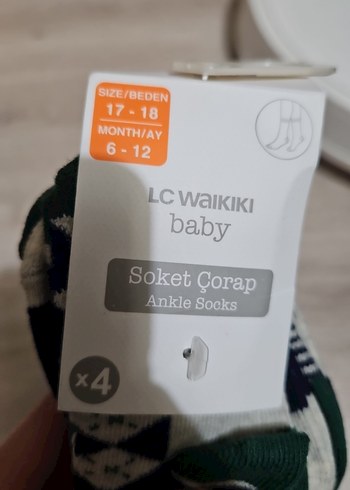 SIZE/BEDEN
17 - 18
MONTH/AY
6 - 12
LC WAIKIKI
baby
Soket Çorap
Ankle Socks
x4